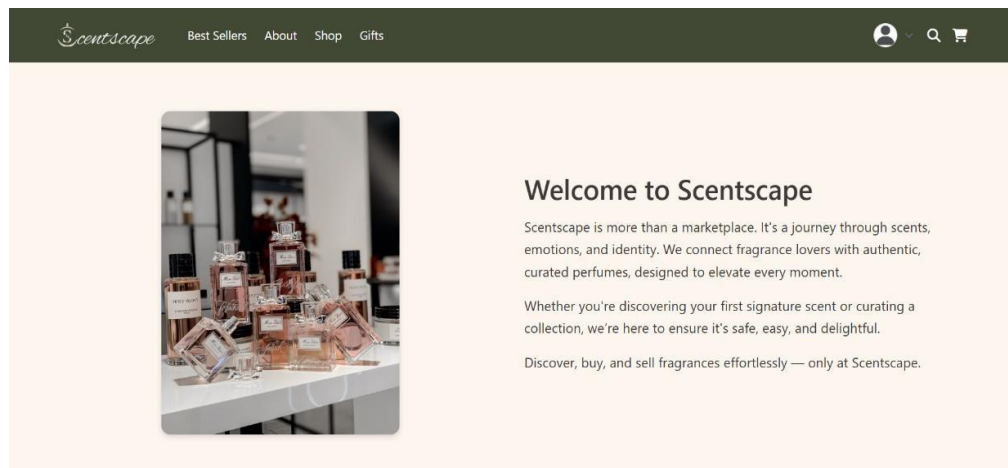 Scentscape
Best Sellers
About
Shop
Gifts
Welcome to Scentscape
Scentscape is more than a marketplace. It's a journey through scents,
emotions, and identity. We connect fragrance lovers with authentic,
curated perfumes, designed to elevate every moment.
Whether you're discovering your first signature scent or curating a
collection, we’re here to ensure it's safe, easy, and delightful.
Discover, buy, and sell fragrances effortlessly — only at Scentscape.